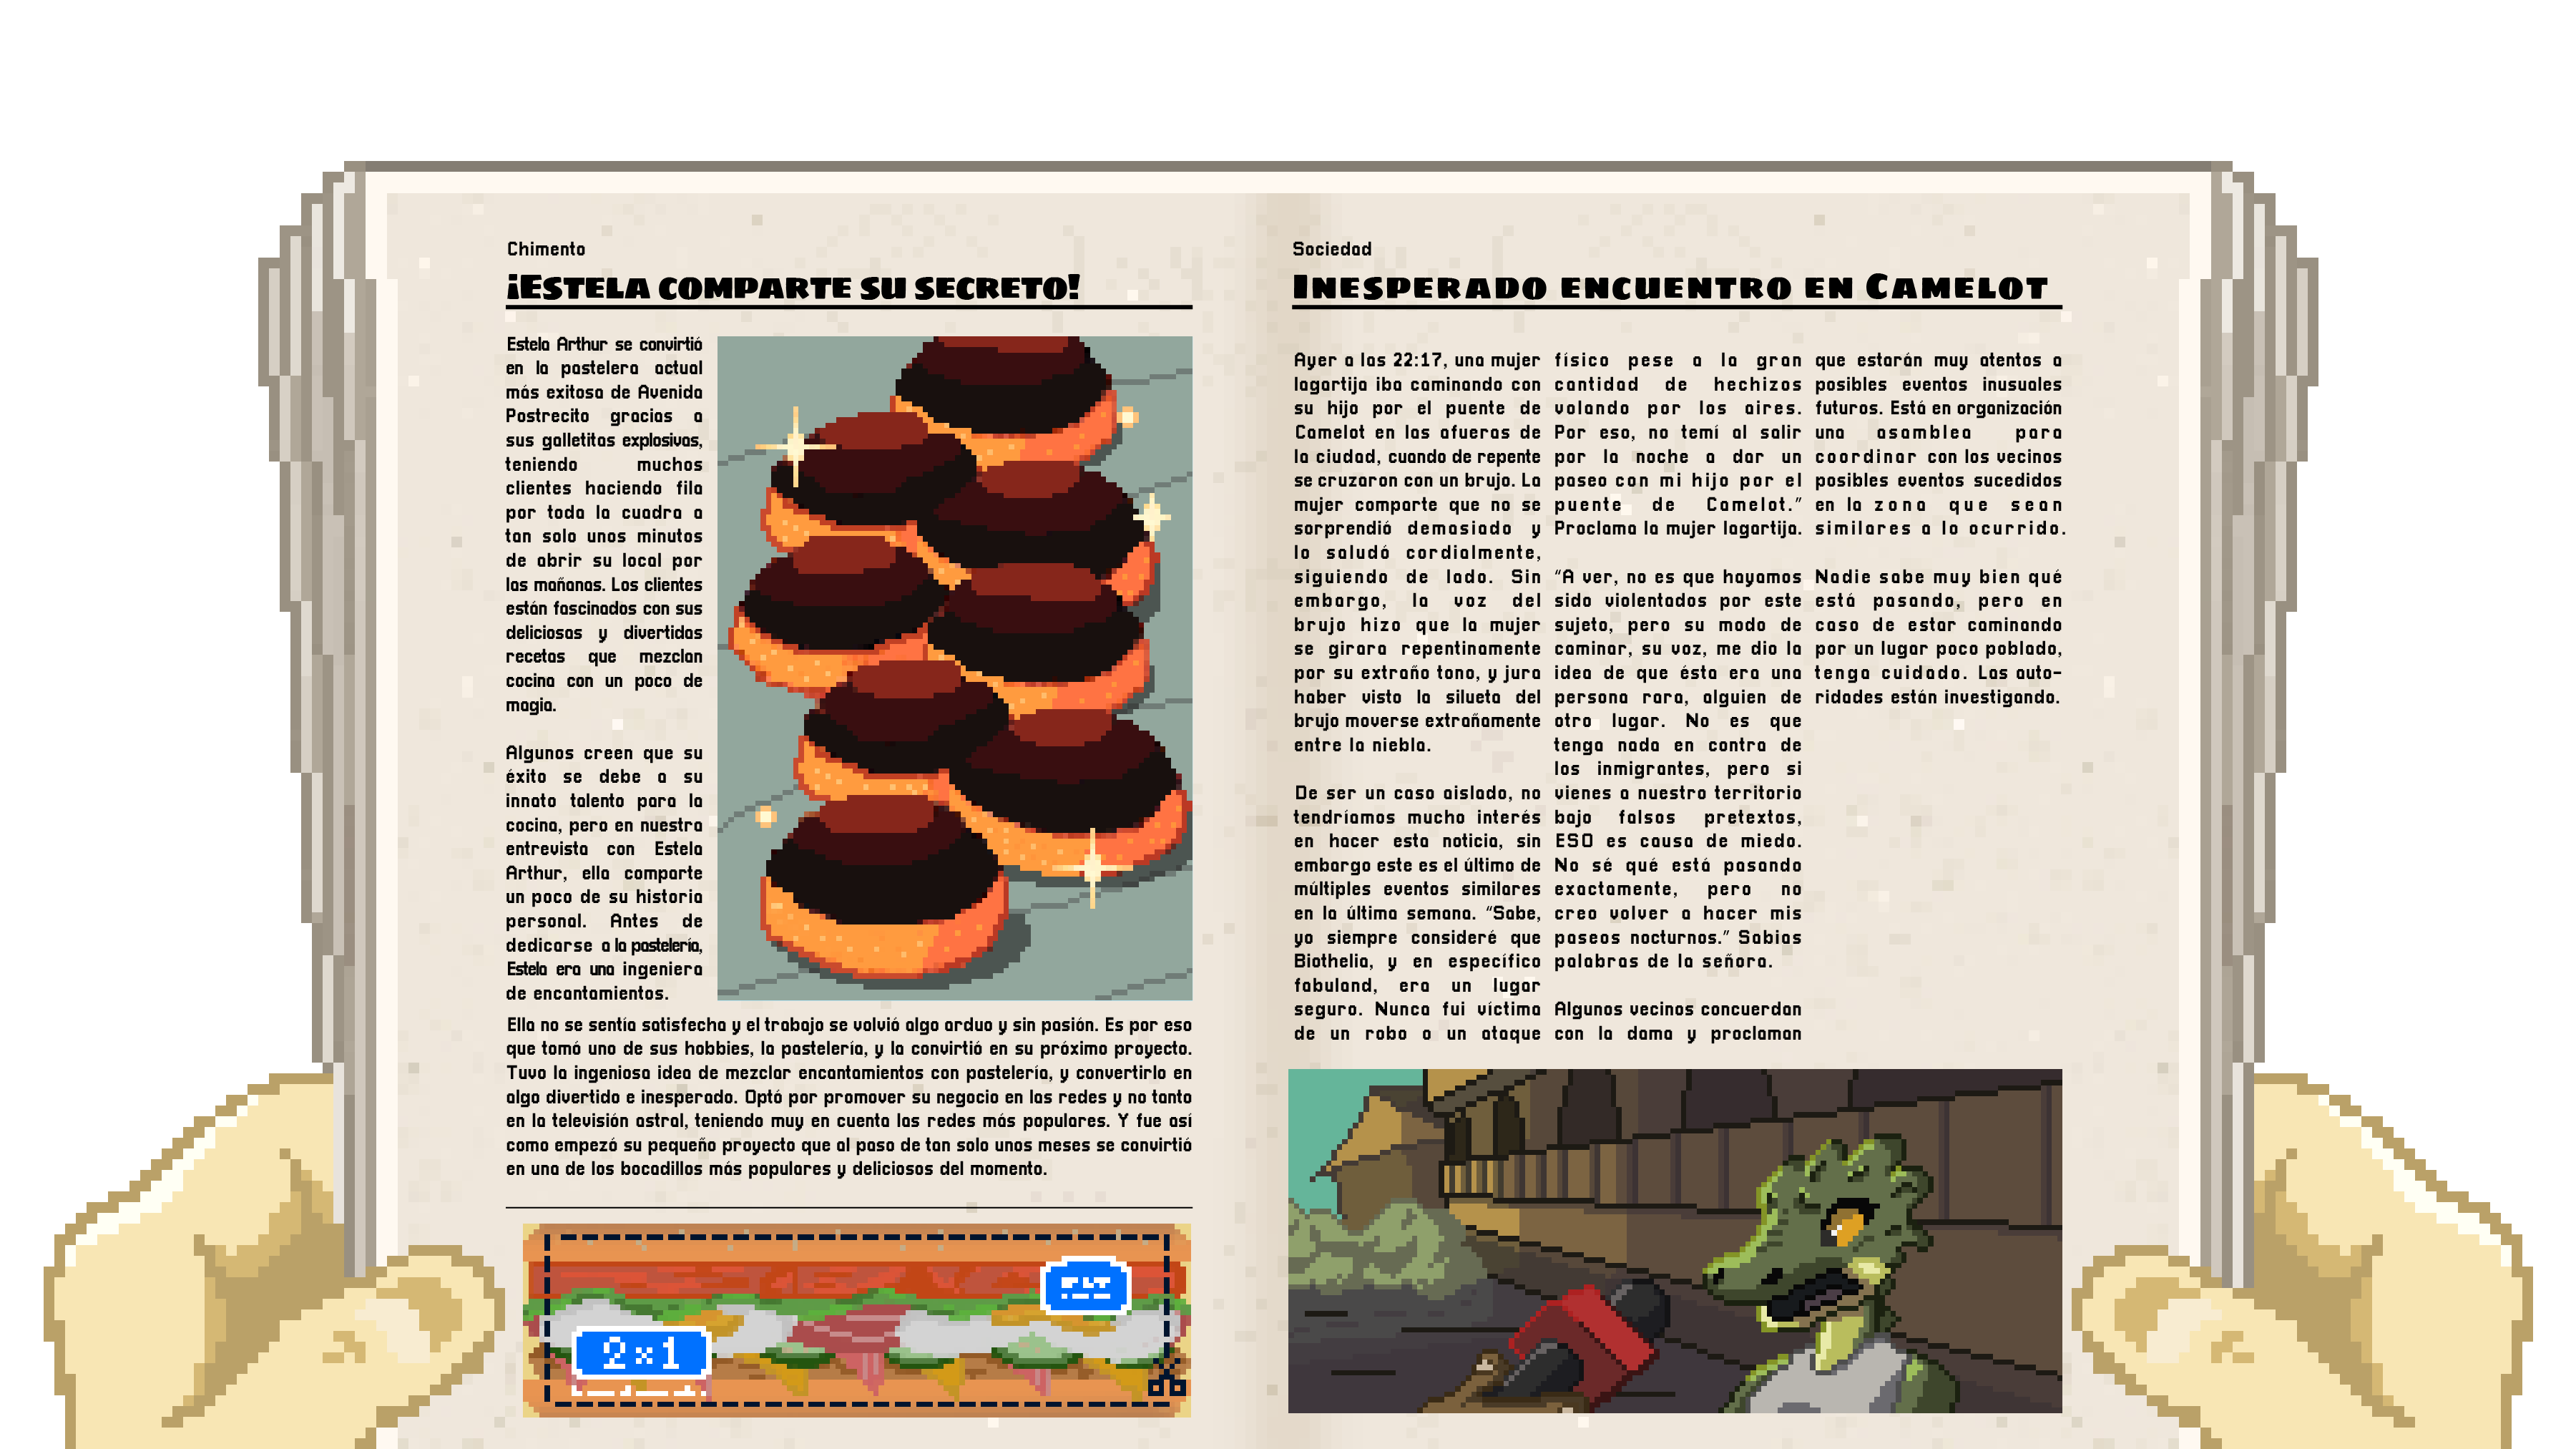 Chimento
¡Estela comparte su secreto!
Estela Arthur se convirtió
en la pastelera actual
más exitosa de Avenida
Postrecito gracias a
sus galletitas explosivas,
teniendo muchos
clientes haciendo fila
por toda la cuadra a
tan solo unos minutos
de abrir su local por
las mañanas. Los clientes
están fascinados con sus
deliciosas y divertidas
recetas que mezclan
cocina con un poco de
magia.
Algunos creen que su
éxito se debe a su
innato talento para la
cocina, pero en nuestra
entrevista con Estela
Arthur, ella comparte
un poco de su historia
personal. Antes de
dedicarse a la pastelería,
Estela era una ingeniera
de encantamientos.
Ella no se sentía satisfecha y el trabajo se volvió algo arduo y sin pasión. Es por eso
que tomó uno de sus hobbies, la pastelería, y la convirtió en su próximo proyecto.
Tuvo la ingeniosa idea de mezclar encantamientos con pastelería, y convertirlo en
algo divertido e inesperado. Optó por promover su negocio en las redes y no tanto
en la televisión astral, teniendo muy en cuenta las redes más populares. Y fue así
como empezó su pequeño proyecto que al paso de tan solo unos meses se convirtió
en una de los bocadillos más populares y deliciosos del momento.
2x1
Sociedad
Inesperado encuentro en Camelot
Ayer a las 22:17, una mujer
lagartija iba caminando con
su hijo por el puente de
Camelot en las afueras de
la ciudad, cuando de repente
se cruzaron con un brujo. La
mujer comparte que no se
sorprendió demasiado y
lo saludó cordialmente,
siguiendo de lado. Sin
embargo, la voz del
brujo hizo que la mujer
se girara repentinamente
por su extraño tono, y jura
haber visto la silueta del
brujo moverse extrañamente
entre la niebla.
De ser un caso aislado, no
tendríamos mucho interés
en hacer esta noticia, sin
embargo este es el último de
múltiples eventos similares
en la última semana. "Sabe,
yo siempre consideré que
Biothelia, y en específico
fabuland, era un lugar
seguro. Nunca fui víctima
de un robo o un ataque
físico pese a la gran
cantidad de hechizos
volando por los aires.
Por eso, no temí al salir
por la noche a dar un
paseo con mi hijo por el
puente de Camelot."
Proclama la mujer lagartija.
"A ver, no es que hayamos
sido violentados por este
sujeto, pero su modo de
caminar, su voz, me dio la
idea de que ésta era una
persona rara, alguien de
otro lugar. No es que
tenga nada en contra de
los inmigrantes, pero si
vienes a nuestro territorio
bajo falsos pretextos,
ESO es causa de miedo.
No sé qué está pasando
exactamente, pero no
creo volver a hacer mis
paseos nocturnos." Sabias
palabras de la señora.
Algunos vecinos concuerdan
con la dama y proclaman
que estarán muy atentos a
posibles eventos inusuales
futuros. Está en organización
una asamblea para
coordinar con los vecinos
posibles eventos sucedidos
en la zona que sean
similares a lo ocurrido.
Nadie sabe muy bien qué
está pasando, pero en
caso de estar caminando
por un lugar poco poblado,
tenga cuidado. Las auto-
ridades están investigando.